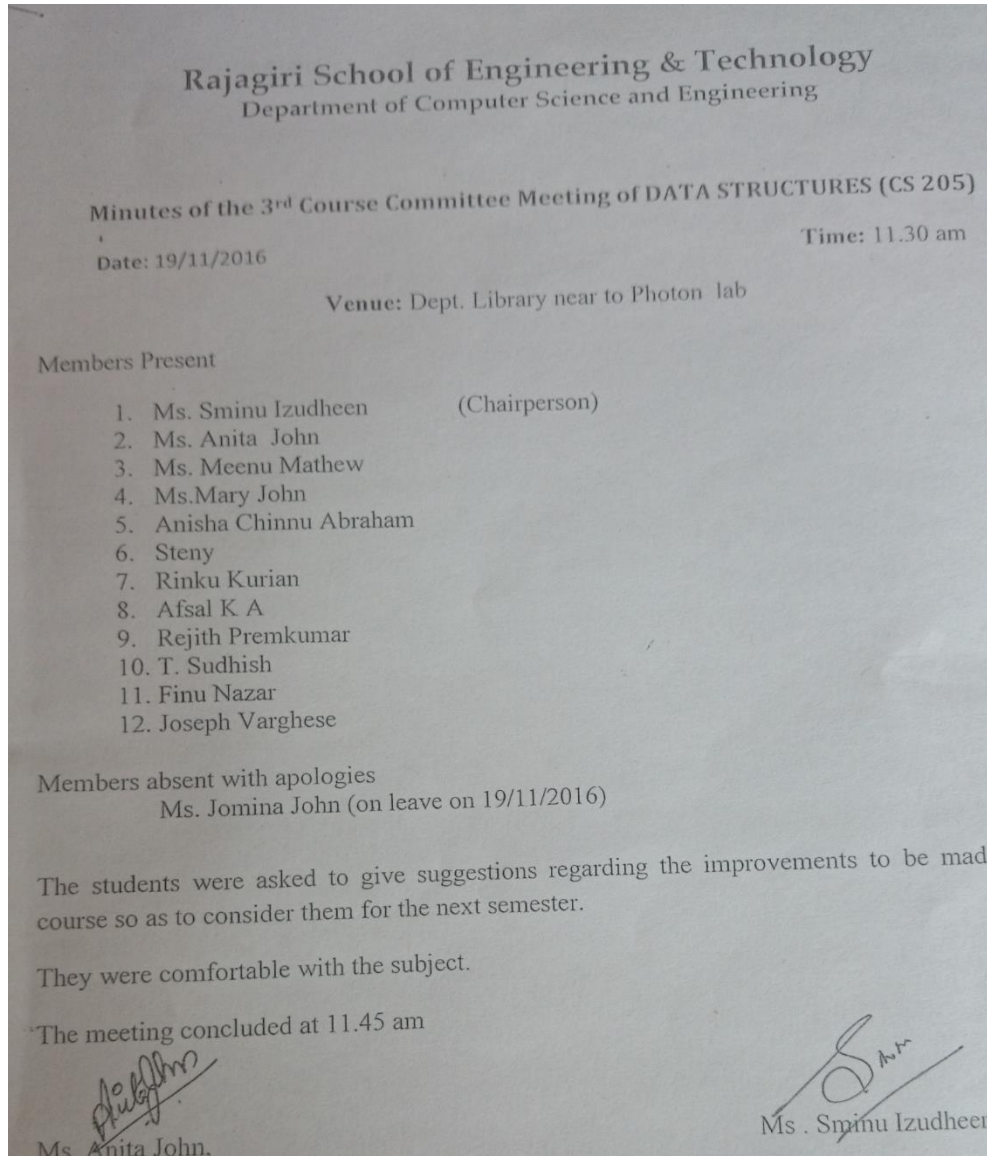 Rajagiri School of Engineering & Technology
Department of Computer Science and Engineering
Minutes of the 3rd Course Committee Meeting of DATA STRUCTURES (CS 205)
Date: 19/11/2016
Time: 11.30 am
Venue: Dept. Library near to Photon lab
Members Present
1. Ms. Sminu Izudheen (Chairperson)
2. Ms. Anita John
3. Ms. Meenu Mathew
4. Ms.Mary John
5. Anisha Chinnu Abraham
6. Steny
7. Rinku Kurian
8. Afsal K A
9. Rejith Premkumar
10. T. Sudhish
11. Finu Nazar
12. Joseph Varghese
Members absent with apologies
Ms. Jomina John (on leave on 19/11/2016)
The students were asked to give suggestions regarding the improvements to be mad
course so as to consider them for the next semester.
They were comfortable with the subject.
The meeting concluded at 11.45 am
Ms. Anita John.
Ms . Sminu Izudheen